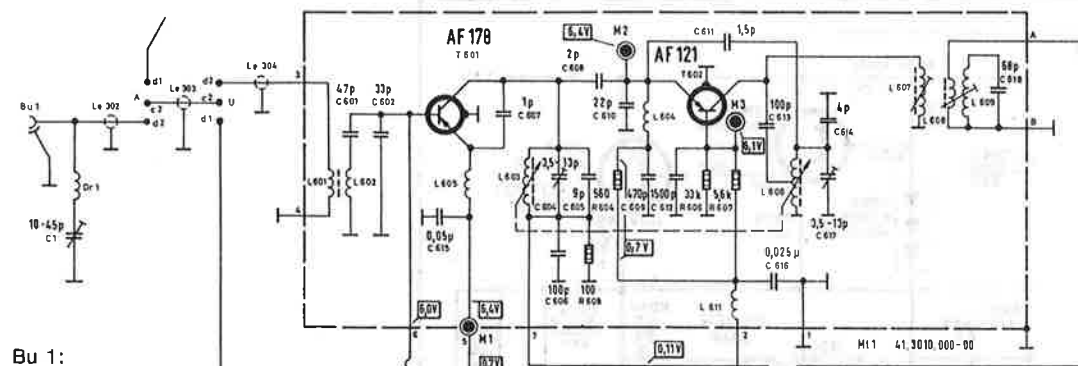 AF 178
T 601
6,4V
M2
C 611
1,5p
AF 121
T 602
A
d1
Le 304
3
2p
C 608
Le 303
d2
A
c2
c2
U
Bu 1
Le 302
d2
d1
47p
C 601
33p
C 602
1p
C 607
22p
C 610
L 604
M3
6,1V
100p
C 613
4p
C 614
L 607
L 608
L 609
58p
C 618
B
Dr 1
L 601
L 602
L 605
L 603
3,5-13p
C 604
9p
C 605
560
R 604
470p
C 609
1500p
C 612
33k
R 606
5,6k
R 607
L 606
3,5-13p
C 617
4
10-45p
C 1
0,05µ
C 615
100p
C 606
100
R 608
0,7V
0,025µ
C 616
L 611
6,0V
6,4V
6
5
M1
3
2
1
Mt 1 41.3010.000-00
Bu 1:
0,7V
0,11V